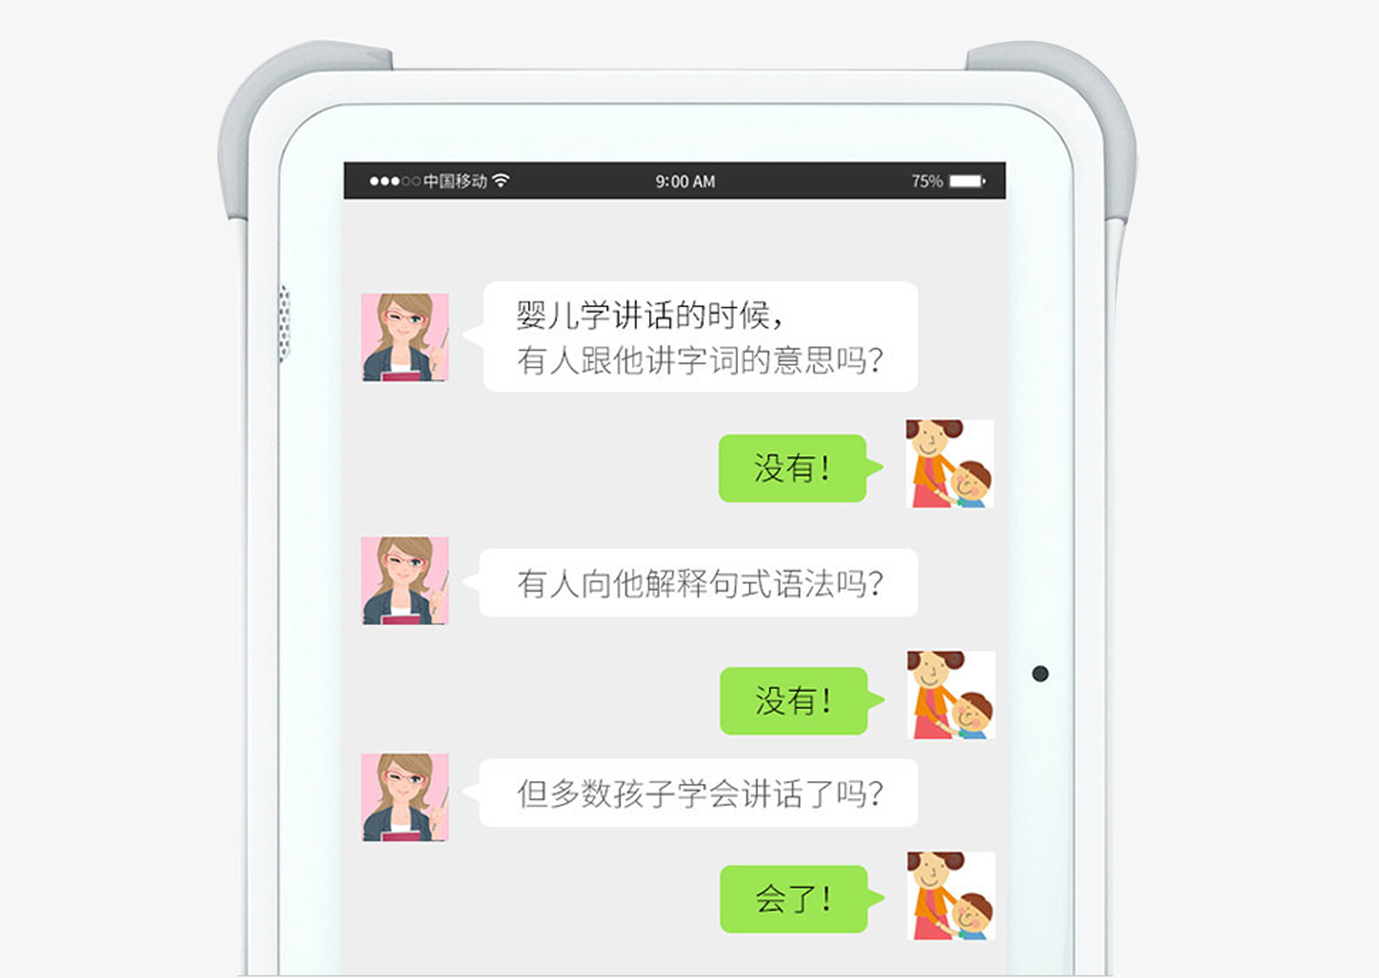 中国移动 9:00 AM 75%
婴儿学讲话的时候，
有人跟他讲字词的意思吗？
没有！
有人向他解释句式语法吗？
没有！
但多数孩子学会讲话了吗？
会了！